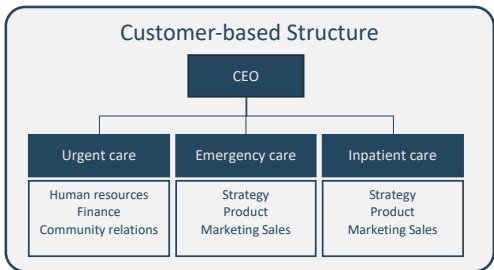 Customer-based Structure
CEO
Urgent care
Emergency care
Inpatient care
Human resources
Finance
Community relations
Strategy
Product
Marketing Sales
Strategy
Product
Marketing Sales